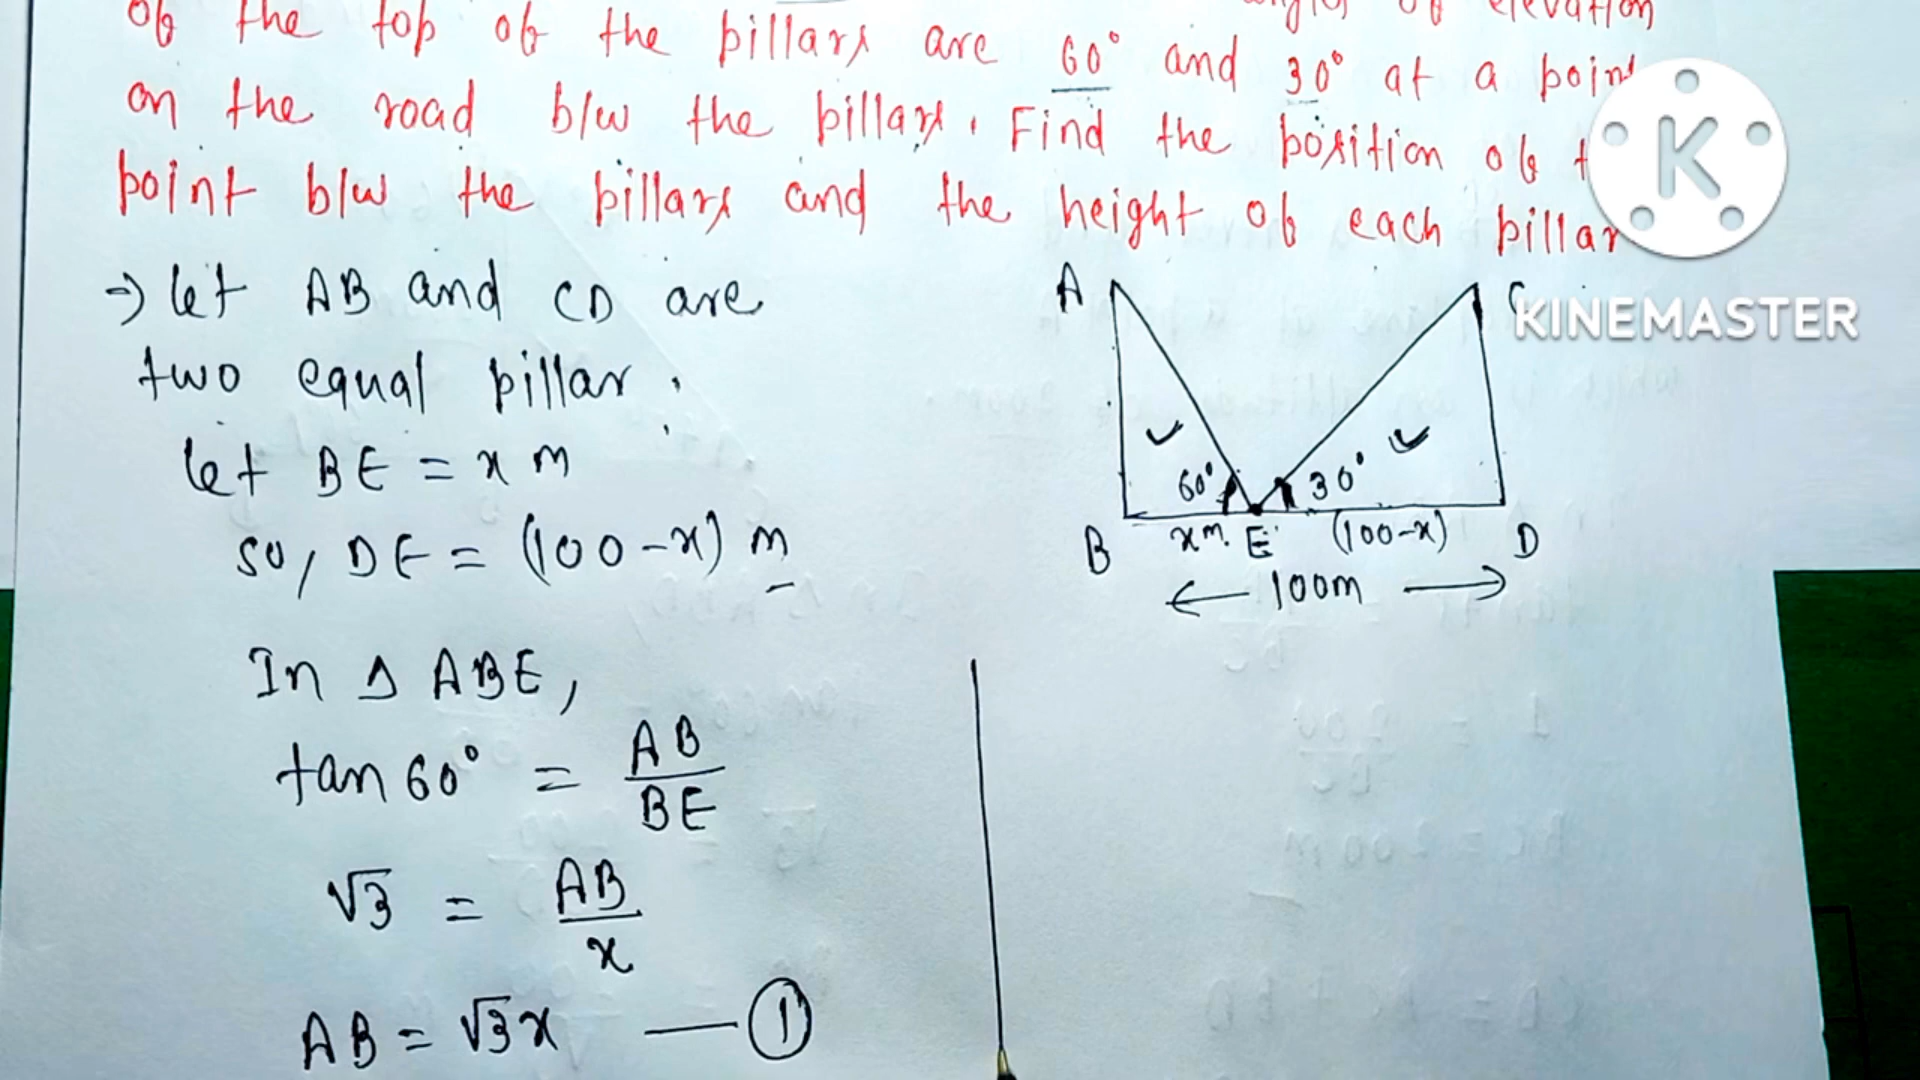 of the top of the pillars are 60° and 30° at a point
on the road b/w the pillars. Find the position of
point b/w the pillars and the height of each pillar
→ let AB and CD are
two equal pillar.
let BE = x m
so, DE = (100-x) m
In △ ABE,
tan 60° = AB/BE
√3 = AB/x
AB = √3x —— ①
A C
60° 30°
B x m. E (100-x) D
← 100m →
K
KINEMASTER